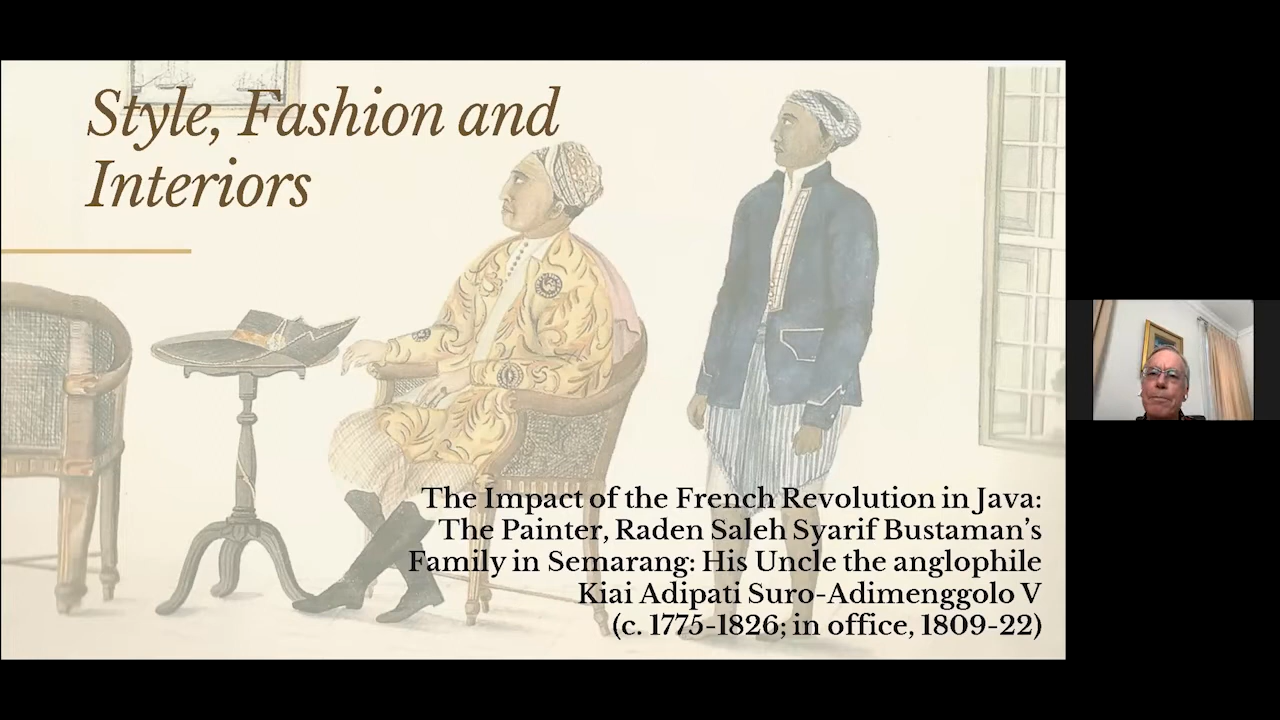 Style, Fashion and
Interiors
The Impact of the French Revolution in Java:
The Painter, Raden Saleh Syarif Bustaman’s
Family in Semarang: His Uncle the anglophile
Kiai Adipati Suro-Adimenggolo V
(c. 1775-1826; in office, 1809-22)